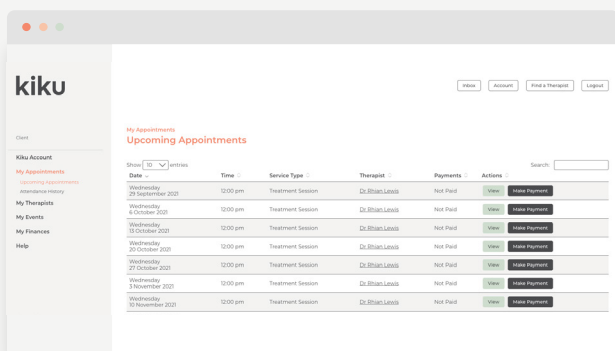 kiku
Inbox Account Find a Therapist Logout
Client
Kiku Account
My Appointments
Upcoming Appointments
Attendance History
My Therapists
My Events
My Finances
Help
My Appointments
Upcoming Appointments
Show 10 entries Search:
Date Time Service Type Therapist Payments Actions
Wednesday
29 September 2021 12:00 pm Treatment Session Dr Rhian Lewis Not Paid View Make Payment
Wednesday
6 October 2021 12:00 pm Treatment Session Dr Rhian Lewis Not Paid View Make Payment
Wednesday
13 October 2021 12:00 pm Treatment Session Dr Rhian Lewis Not Paid View Make Payment
Wednesday
20 October 2021 12:00 pm Treatment Session Dr Rhian Lewis Not Paid View Make Payment
Wednesday
27 October 2021 12:00 pm Treatment Session Dr Rhian Lewis Not Paid View Make Payment
Wednesday
3 November 2021 12:00 pm Treatment Session Dr Rhian Lewis Not Paid View Make Payment
Wednesday
10 November 2021 12:00 pm Treatment Session Dr Rhian Lewis Not Paid View Make Payment